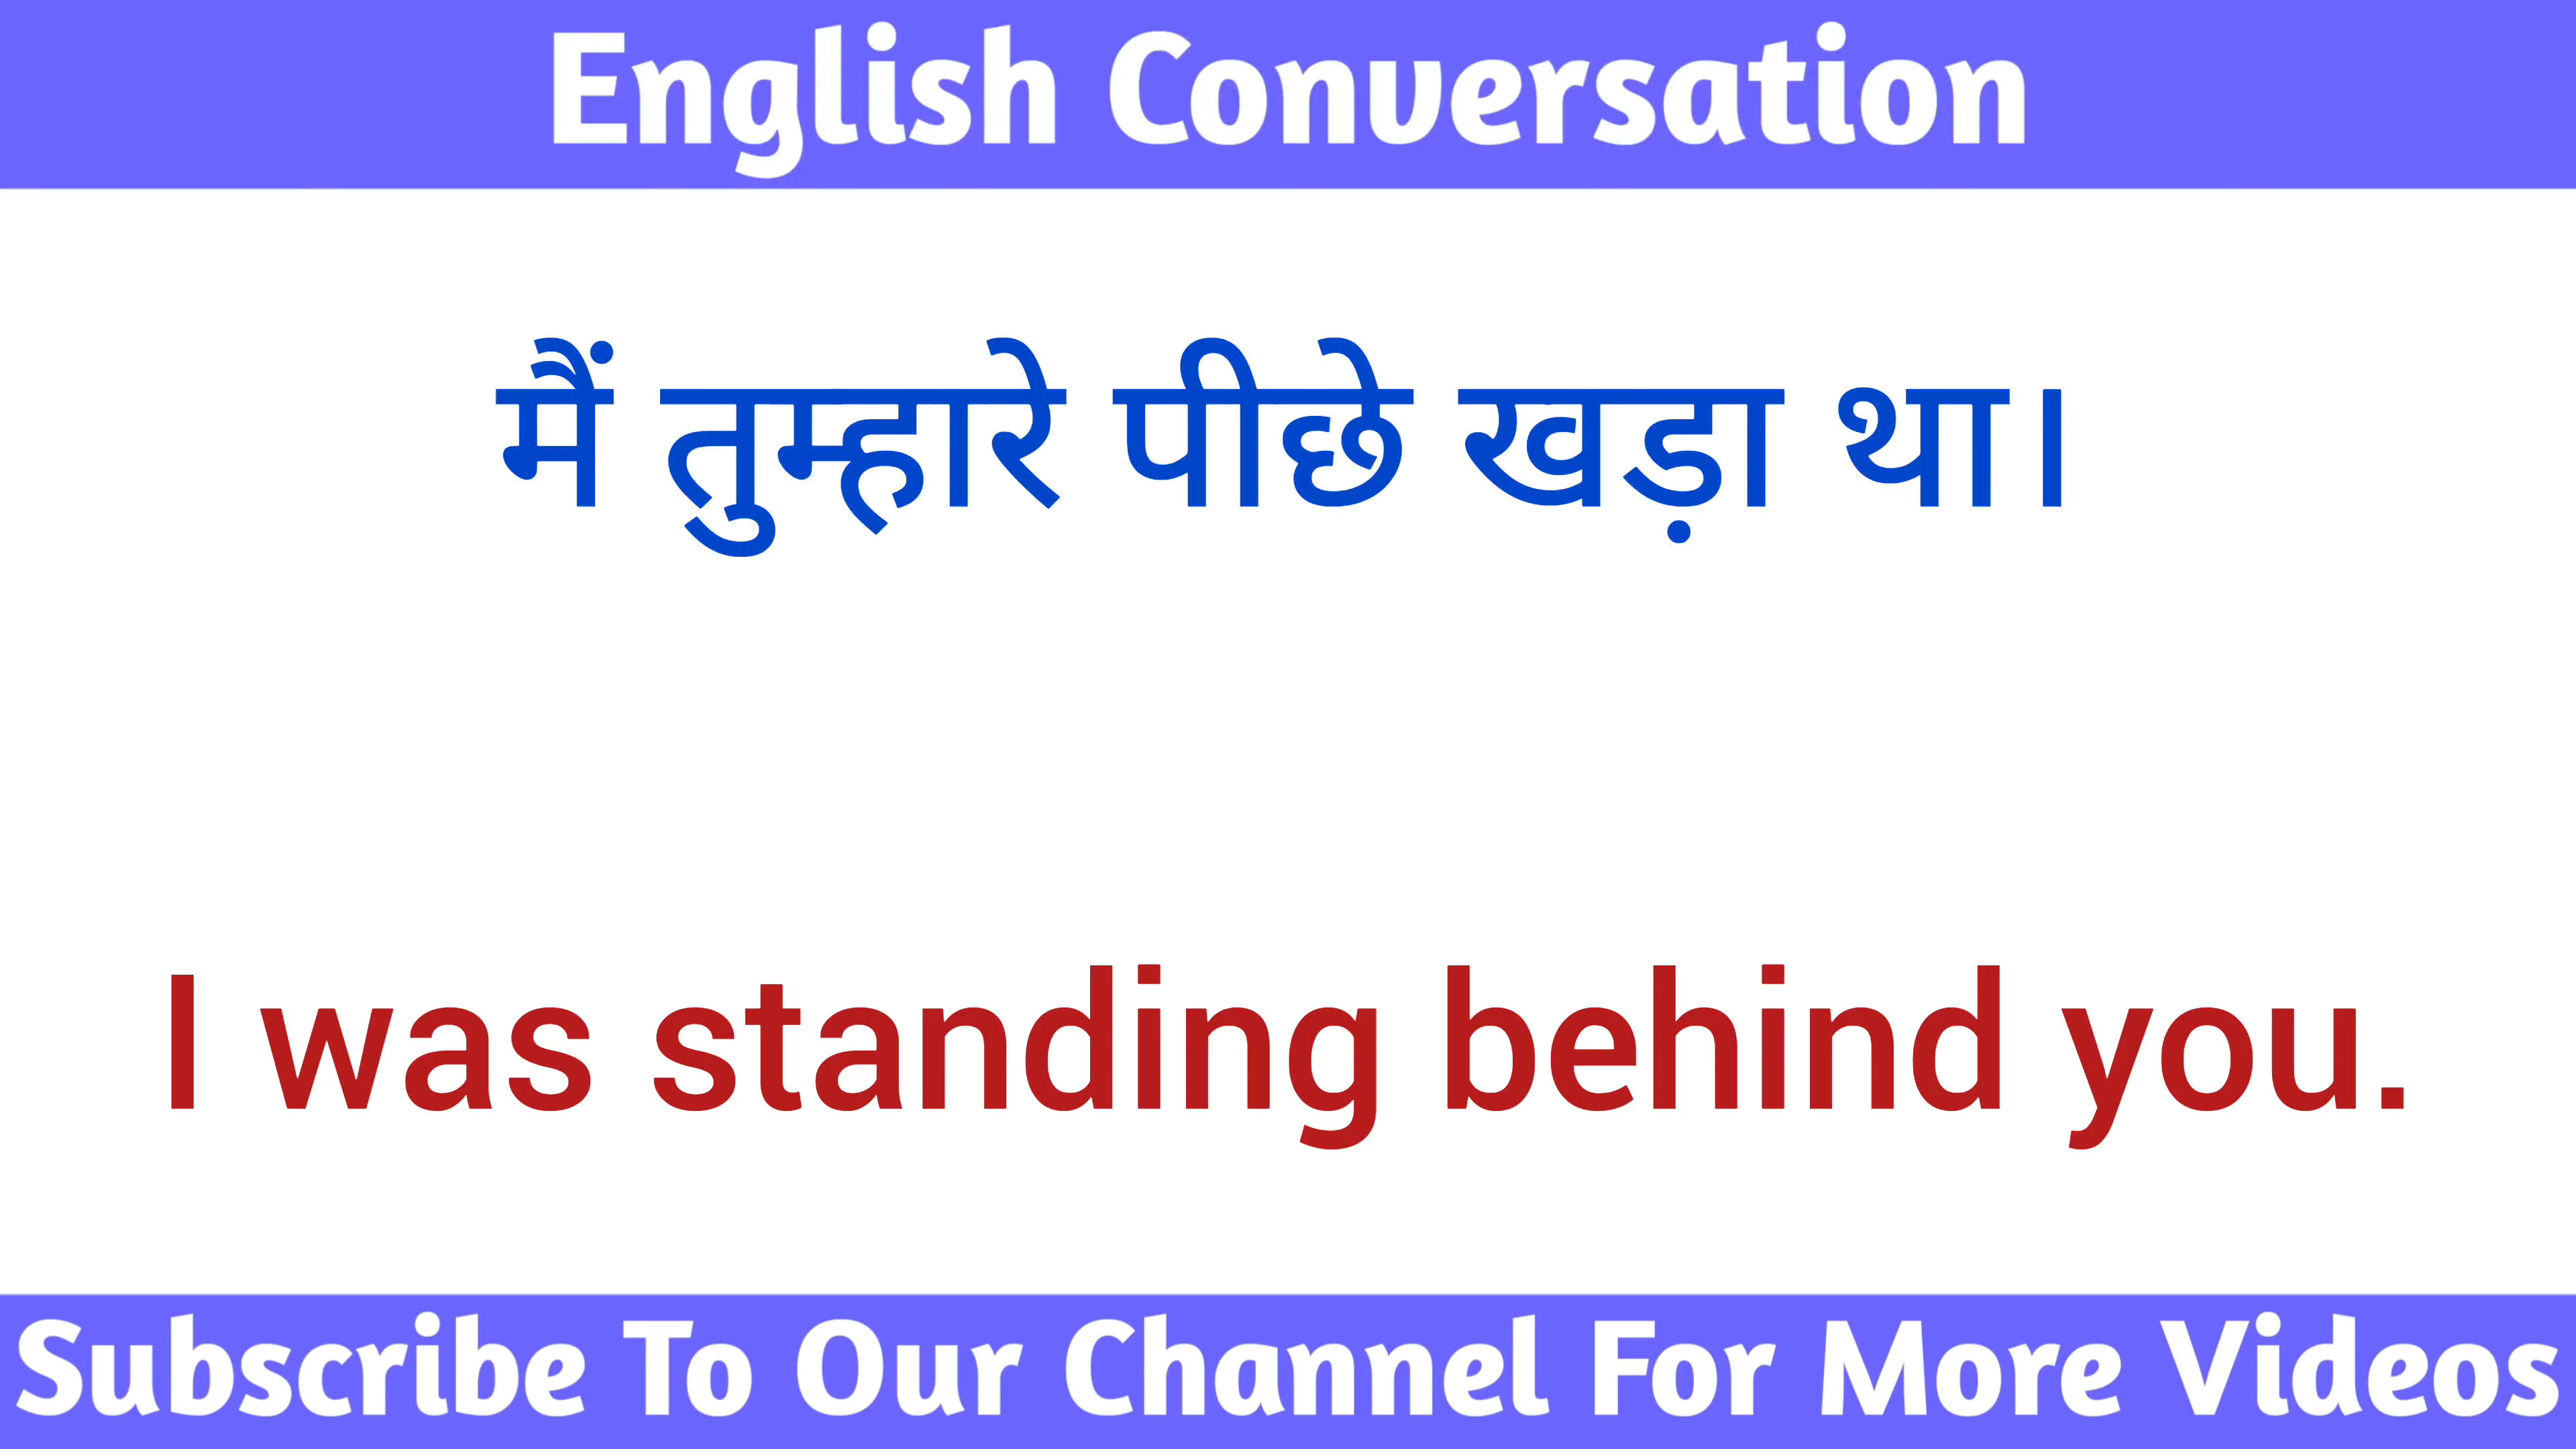 English Conversation
मैं तुम्हारे पीछे खड़ा था।
I was standing behind you.
Subscribe To Our Channel For More Videos